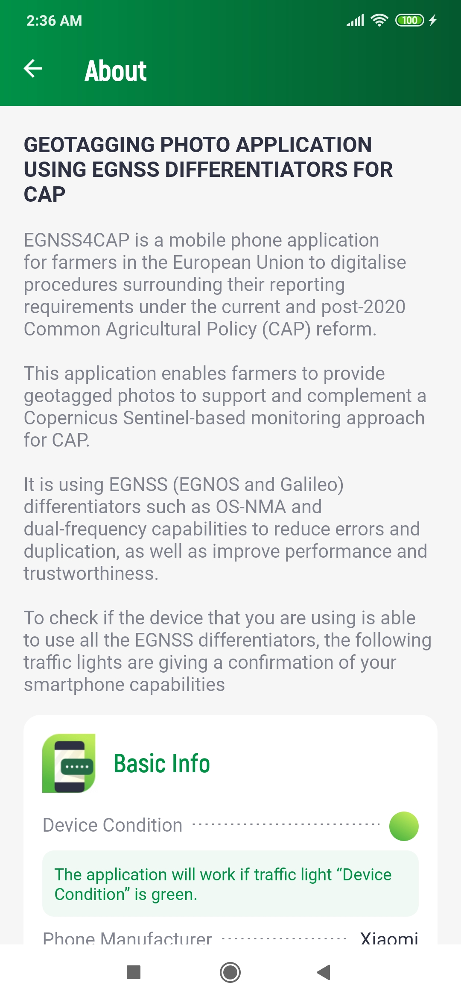 2:36 AM
100
About
GEOTAGGING PHOTO APPLICATION
USING EGNSS DIFFERENTIATORS FOR
CAP
EGNSS4CAP is a mobile phone application
for farmers in the European Union to digitalise
procedures surrounding their reporting
requirements under the current and post-2020
Common Agricultural Policy (CAP) reform.
This application enables farmers to provide
geotagged photos to support and complement a
Copernicus Sentinel-based monitoring approach
for CAP.
It is using EGNSS (EGNOS and Galileo)
differentiators such as OS-NMA and
dual-frequency capabilities to reduce errors and
duplication, as well as improve performance and
trustworthiness.
To check if the device that you are using is able
to use all the EGNSS differentiators, the following
traffic lights are giving a confirmation of your
smartphone capabilities
Basic Info
Device Condition
The application will work if traffic light “Device
Condition” is green.
Phone Manufacturer Xiaomi